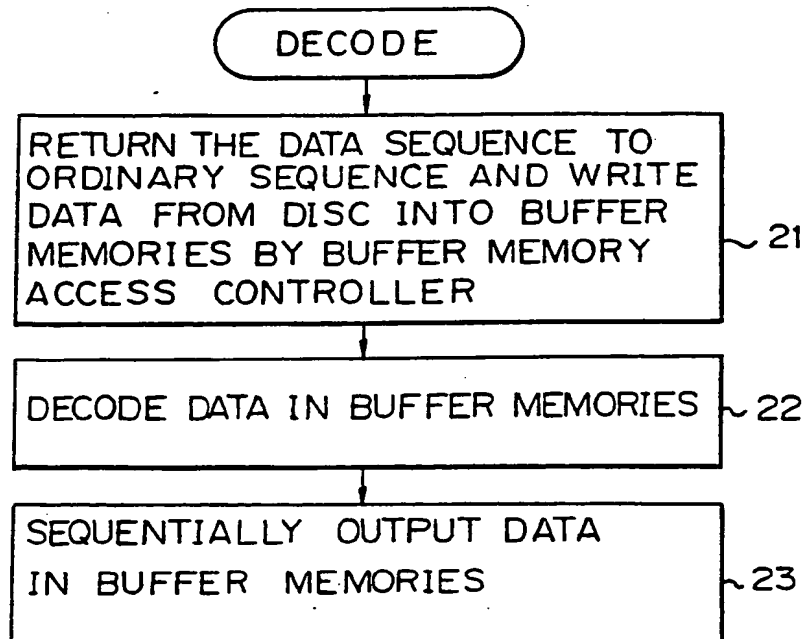 DECODE
RETURN THE DATA SEQUENCE TO
ORDINARY SEQUENCE AND WRITE
DATA FROM DISC INTO BUFFER
MEMORIES BY BUFFER MEMORY
ACCESS CONTROLLER
21
DECODE DATA IN BUFFER MEMORIES
22
SEQUENTIALLY OUTPUT DATA
IN BUFFER MEMORIES
23